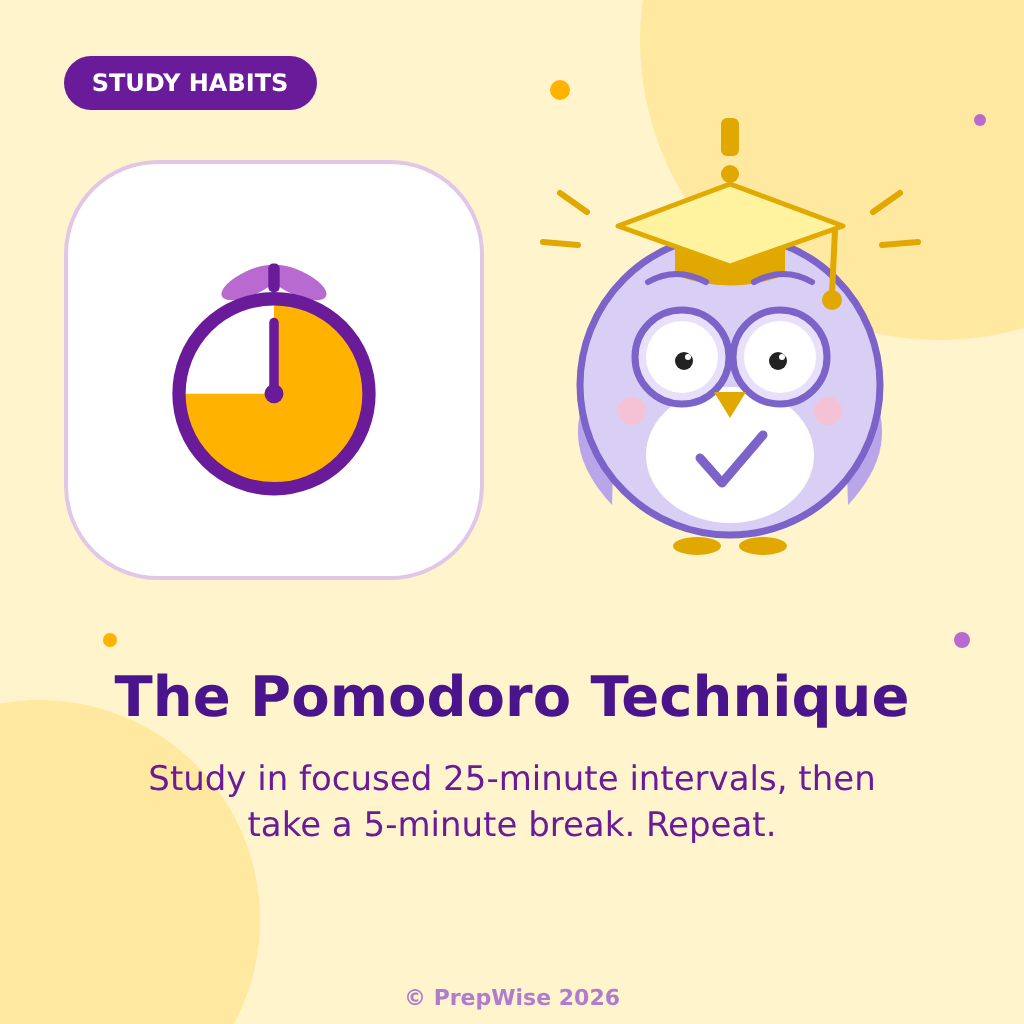 STUDY HABITS
The Pomodoro Technique
Study in focused 25-minute intervals, then
take a 5-minute break. Repeat.
© PrepWise 2026